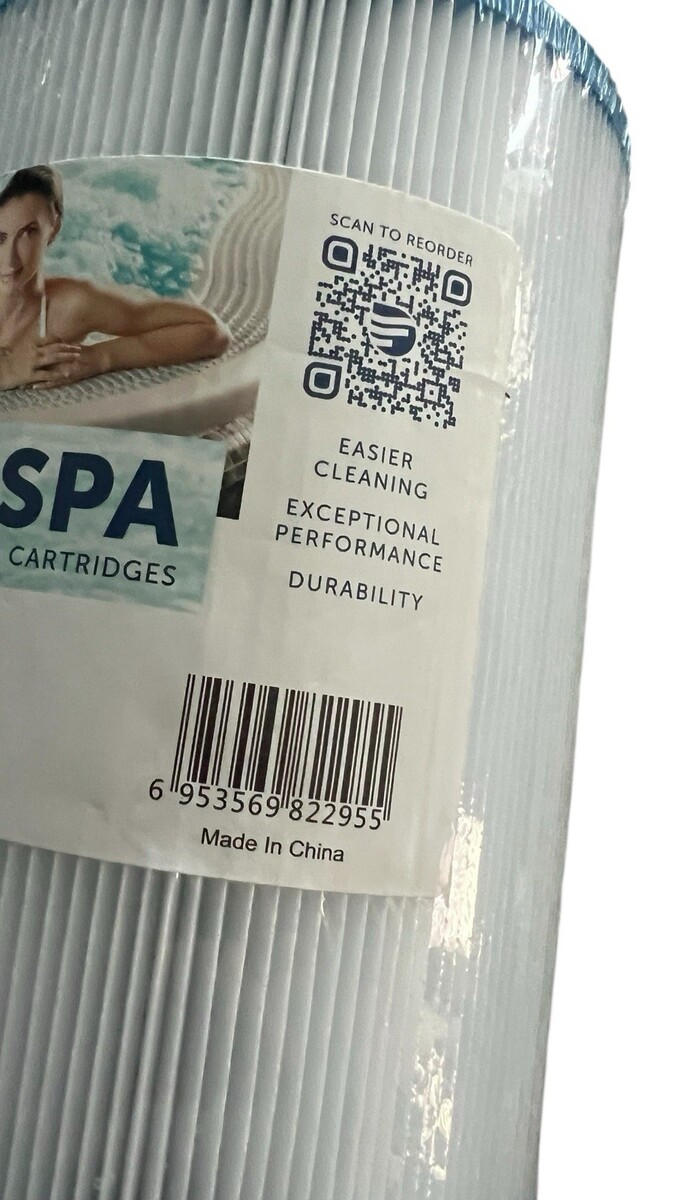 SCAN TO REORDER
EASIER
CLEANING
EXCEPTIONAL
PERFORMANCE
DURABILITY
SPA
CARTRIDGES
6 953569 822955
Made In China